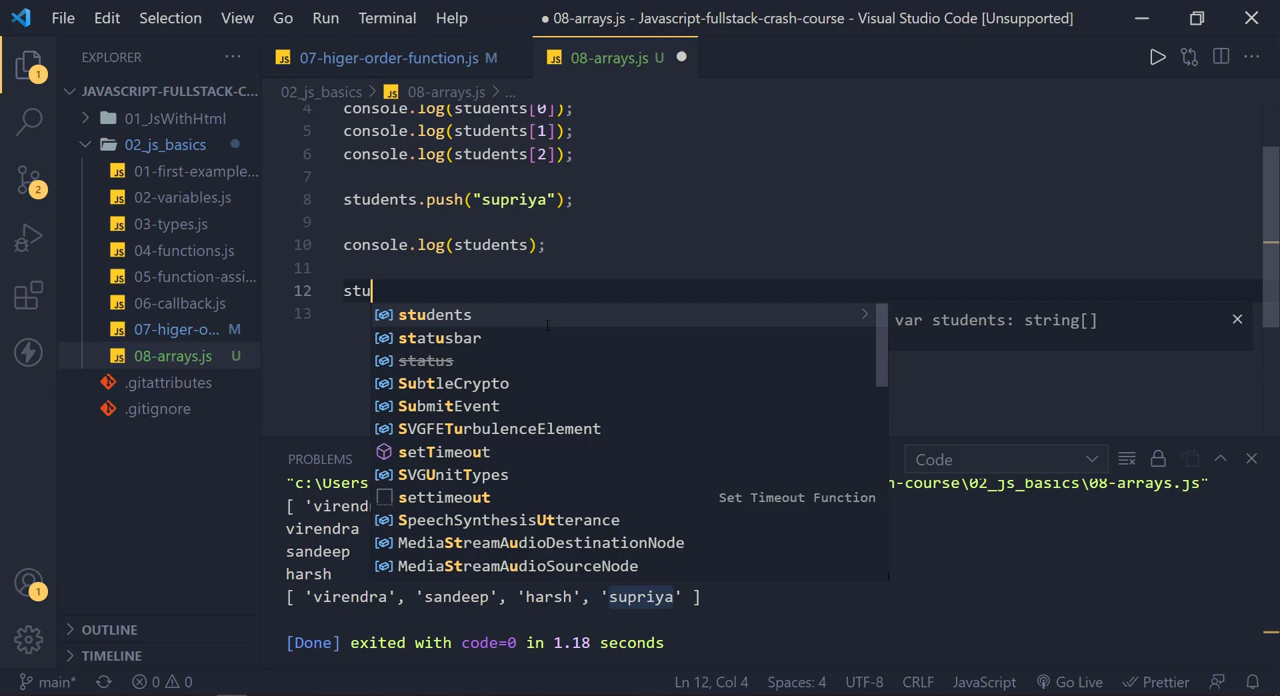 File Edit Selection View Go Run Terminal Help ● 08-arrays.js - Javascript-fullstack-crash-course - Visual Studio Code [Unsupported]
EXPLORER ···
07-higer-order-function.js M
08-arrays.js U
JAVASCRIPT-FULLSTACK-C...
02_js_basics > 08-arrays.js > ...
01_JsWithHtml
02_js_basics
01-first-example...
02-variables.js
03-types.js
04-functions.js
05-function-assi...
06-callback.js
07-higer-o... M
08-arrays.js U
.gitattributes
.gitignore
OUTLINE
TIMELINE
1
2
1
4 console.log(students[0]);
5 console.log(students[1]);
6 console.log(students[2]);
7
8 students.push("supriya");
9
10 console.log(students);
11
12 stu
13
students
statusbar
status
SubtleCrypto
SubmitEvent
SVGFETurbulenceElement
setTimeout
SVGUnitTypes
settimeout Set Timeout Function
SpeechSynthesisUtterance
MediaStreamAudioDestinationNode
MediaStreamAudioSourceNode
var students: string[]
PROBLEMS
Code
"c:\Users
n-course\02_js_basics\08-arrays.js"
[ 'virend
virendra
sandeep
harsh
[ 'virendra', 'sandeep', 'harsh', 'supriya' ]
[Done] exited with code=0 in 1.18 seconds
main* 0 0 Ln 12, Col 4 Spaces: 4 UTF-8 CRLF JavaScript Go Live Prettier